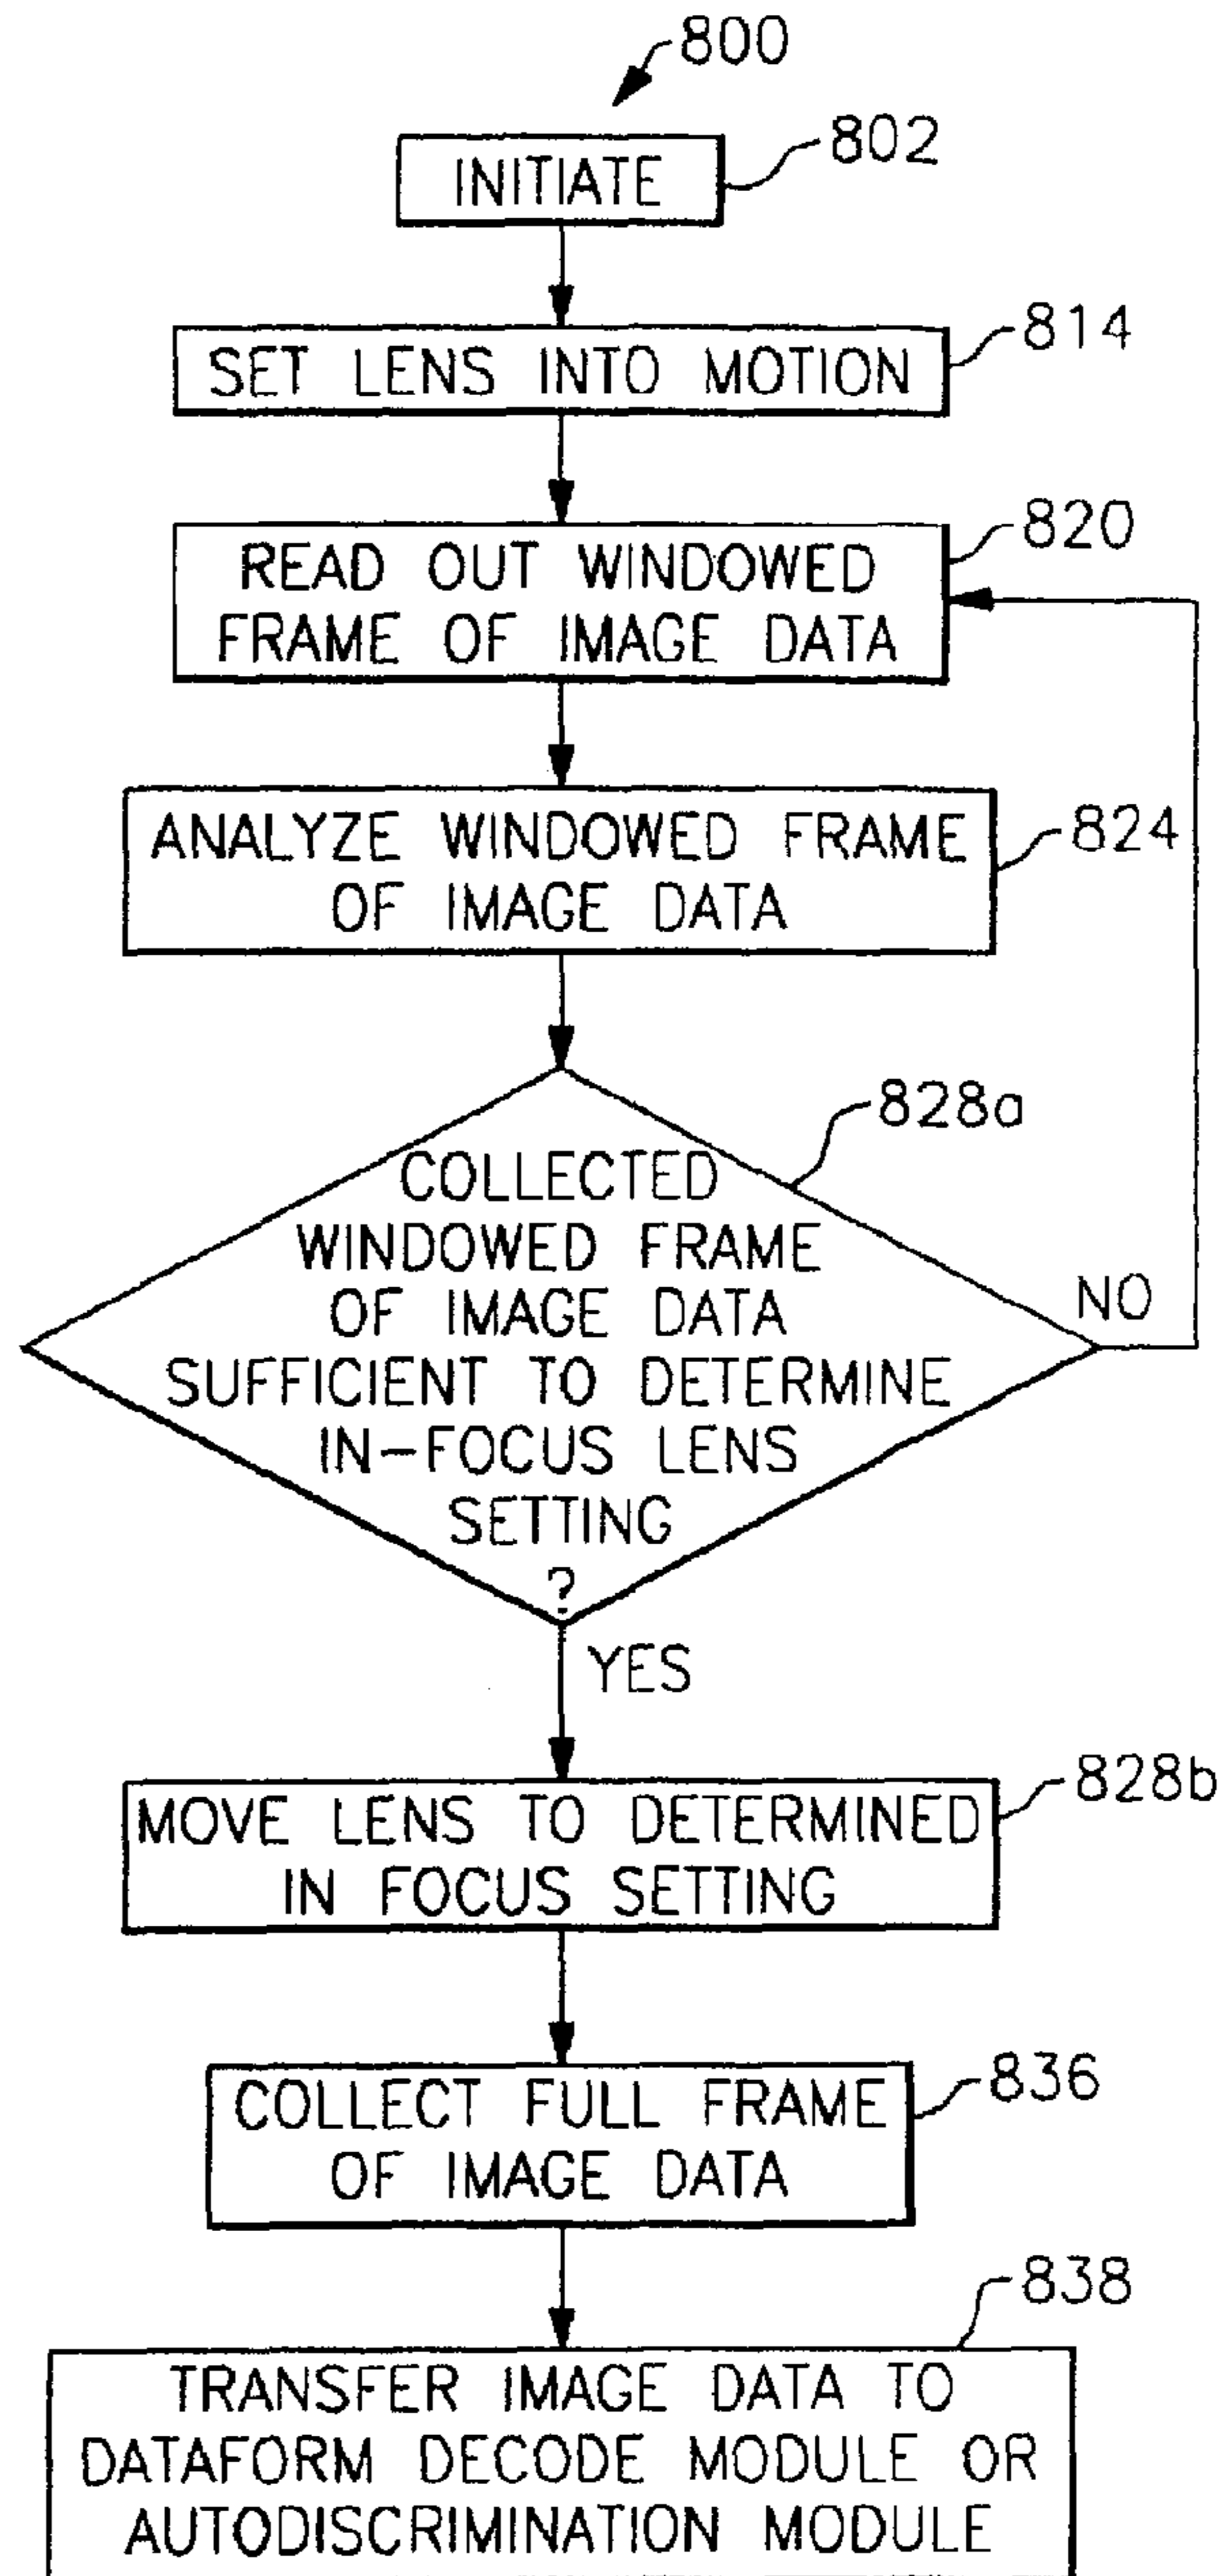 800
802
INITIATE
814
SET LENS INTO MOTION
820
READ OUT WINDOWED
FRAME OF IMAGE DATA
824
ANALYZE WINDOWED FRAME
OF IMAGE DATA
828a
COLLECTED
WINDOWED FRAME
OF IMAGE DATA
SUFFICIENT TO DETERMINE
IN-FOCUS LENS
SETTING
?
NO
YES
828b
MOVE LENS TO DETERMINED
IN FOCUS SETTING
836
COLLECT FULL FRAME
OF IMAGE DATA
838
TRANSFER IMAGE DATA TO
DATAFORM DECODE MODULE OR
AUTODISCRIMINATION MODULE